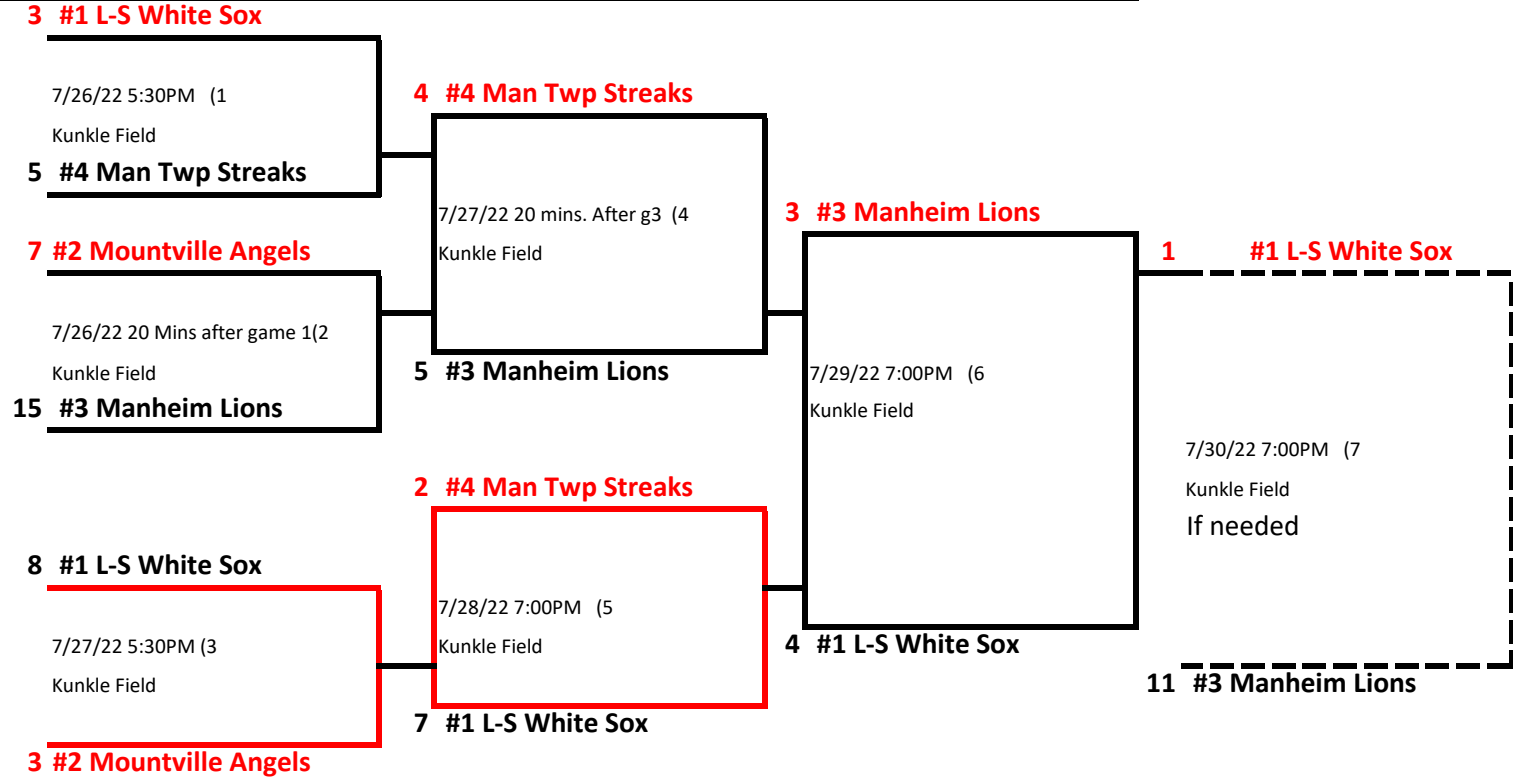 3 #1 L-S White Sox
7/26/22 5:30PM (1
Kunkle Field
5 #4 Man Twp Streaks
7 #2 Mountville Angels
7/26/22 20 Mins after game 1(2
Kunkle Field
15 #3 Manheim Lions
8 #1 L-S White Sox
7/27/22 5:30PM (3
Kunkle Field
3 #2 Mountville Angels
4 #4 Man Twp Streaks
7/27/22 20 mins. After g3 (4
Kunkle Field
5 #3 Manheim Lions
2 #4 Man Twp Streaks
7/28/22 7:00PM (5
Kunkle Field
7 #1 L-S White Sox
3 #3 Manheim Lions
7/29/22 7:00PM (6
Kunkle Field
4 #1 L-S White Sox
1 #1 L-S White Sox
7/30/22 7:00PM (7
Kunkle Field
If needed
11 #3 Manheim Lions